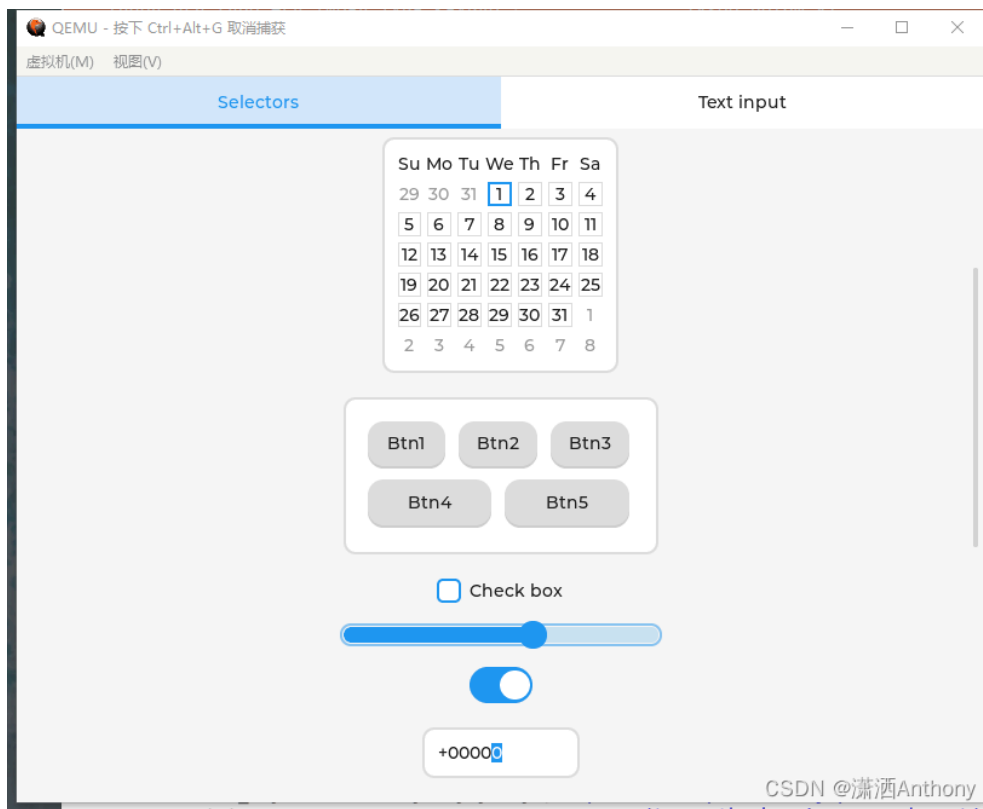 QEMU - 按下 Ctrl+Alt+G 取消捕获
虚拟机(M) 视图(V)
Selectors Text input
Su Mo Tu We Th Fr Sa
29 30 31 1 2 3 4
5 6 7 8 9 10 11
12 13 14 15 16 17 18
19 20 21 22 23 24 25
26 27 28 29 30 31 1
2 3 4 5 6 7 8
Btn1 Btn2 Btn3
Btn4 Btn5
Check box
+00000
CSDN @潇洒Anthony